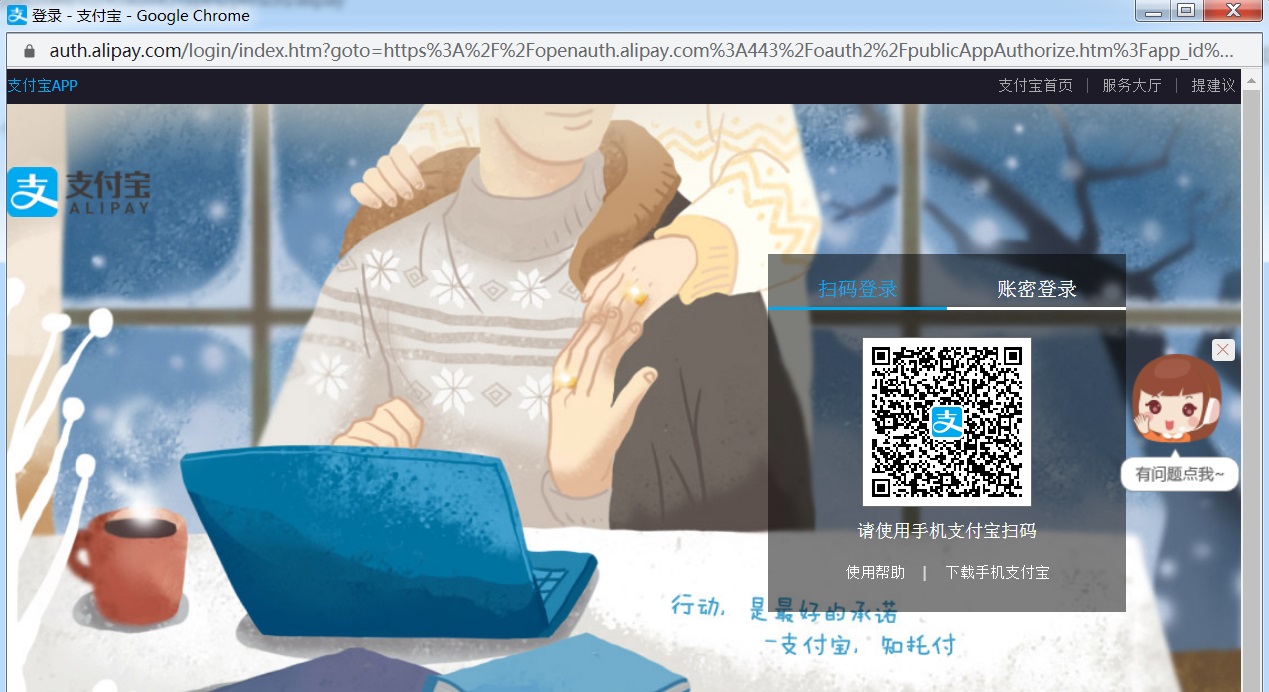 登录 - 支付宝 - Google Chrome
auth.alipay.com/login/index.htm?goto=https%3A%2F%2Fopenauth.alipay.com%3A443%2Foauth2%2FpublicAppAuthorize.htm%3Fapp_id%...
支付宝APP
支付宝首页 | 服务大厅 | 提建议
支 支付宝
ALIPAY
扫码登录 账密登录
支
有问题点我~
请使用手机支付宝扫码
使用帮助 | 下载手机支付宝
行动，是最好的承诺
-支付宝，知托付